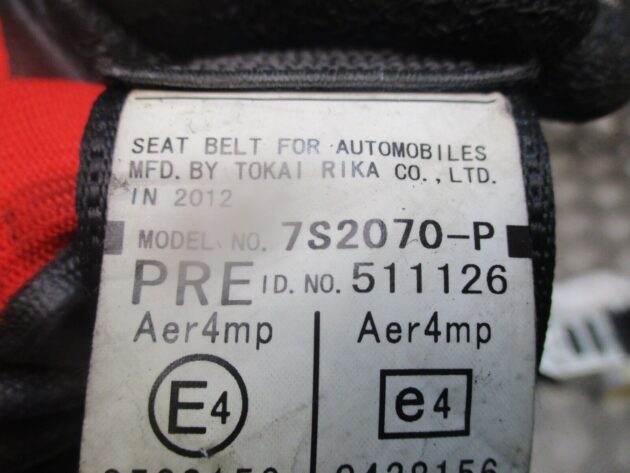 SEAT BELT FOR AUTOMOBILES
MFD. BY TOKAI RIKA CO., LTD.
IN 2012
MODEL NO. 7S2070-P
PRE ID. NO. 511126
Aer4mp Aer4mp
E4 e4